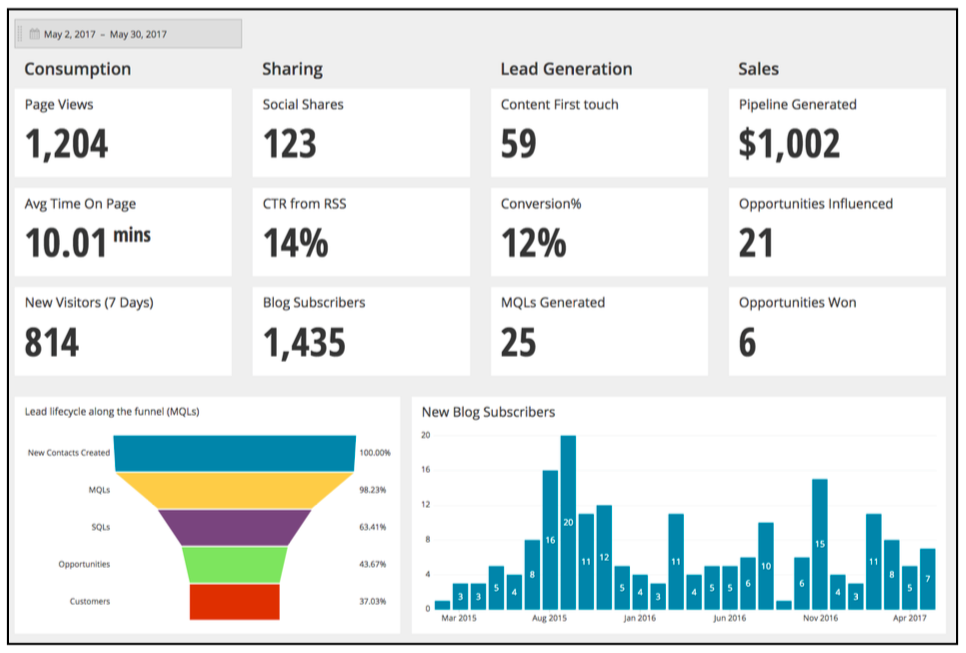 May 2, 2017 – May 30, 2017
Consumption
Sharing
Lead Generation
Sales
Page Views
1,204
Social Shares
123
Content First touch
59
Pipeline Generated
$1,002
Avg Time On Page
10.01 mins
CTR from RSS
14%
Conversion%
12%
Opportunities Influenced
21
New Visitors (7 Days)
814
Blog Subscribers
1,435
MQLs Generated
25
Opportunities Won
6
Lead lifecycle along the funnel (MQLs)
New Contacts Created 100.00%
MQLs 98.23%
SQLs 63.41%
Opportunities 43.67%
Customers 37.03%
New Blog Subscribers
20
16
12
8
4
0
3 3 5 4 8 16 20 11 12 5 4 3 11 4 5 5 6 10 6 15 4 3 11 8 5 7
Mar 2015 Aug 2015 Jan 2016 Jun 2016 Nov 2016 Apr 2017